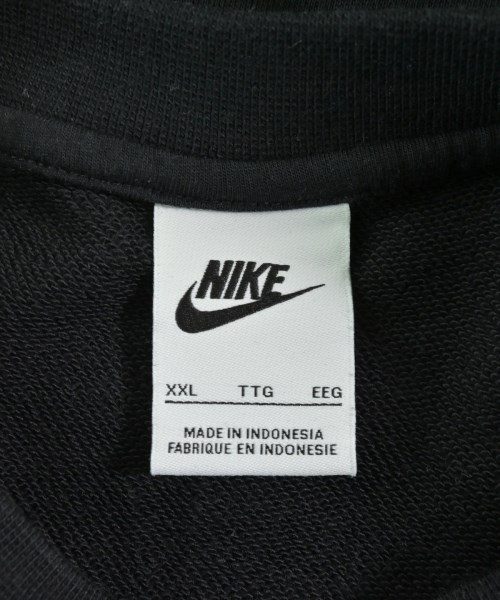 NIKE
XXL TTG EEG
MADE IN INDONESIA
FABRIQUE EN INDONESIE